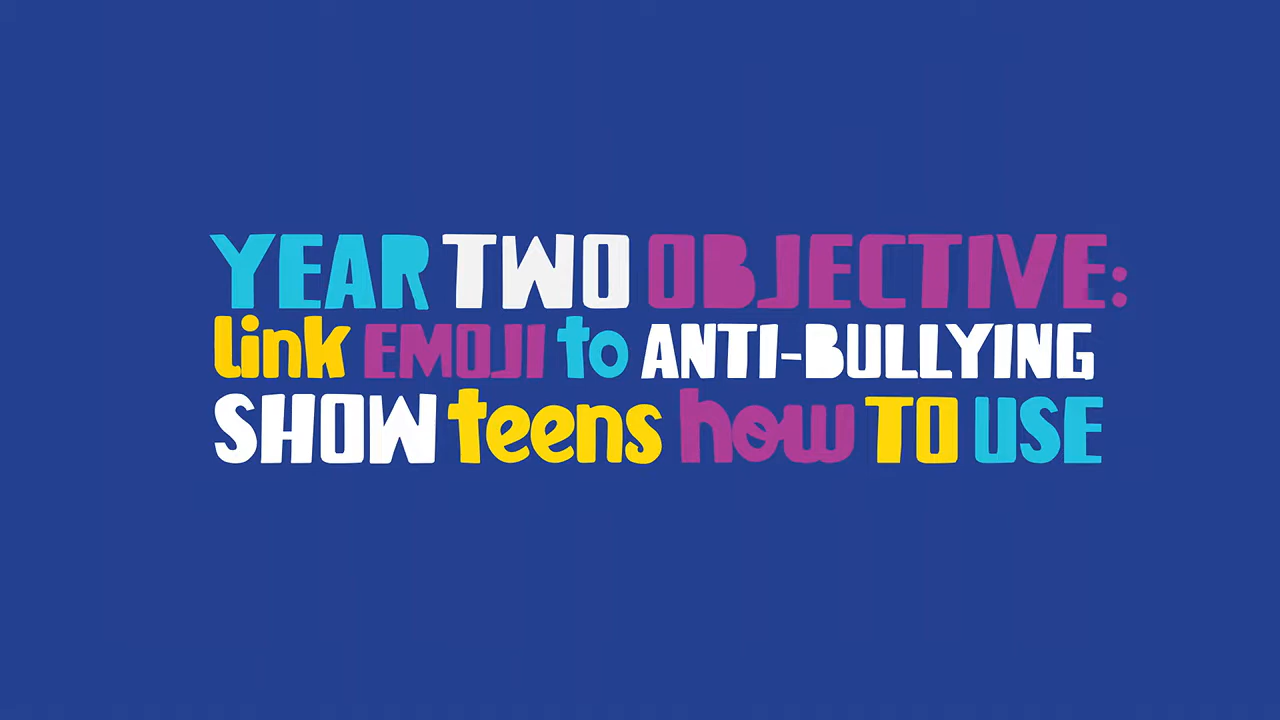 YEAR TWO OBJECTIVE:
link EMOJI to ANTI-BULLYING
SHOW teens how TO USE